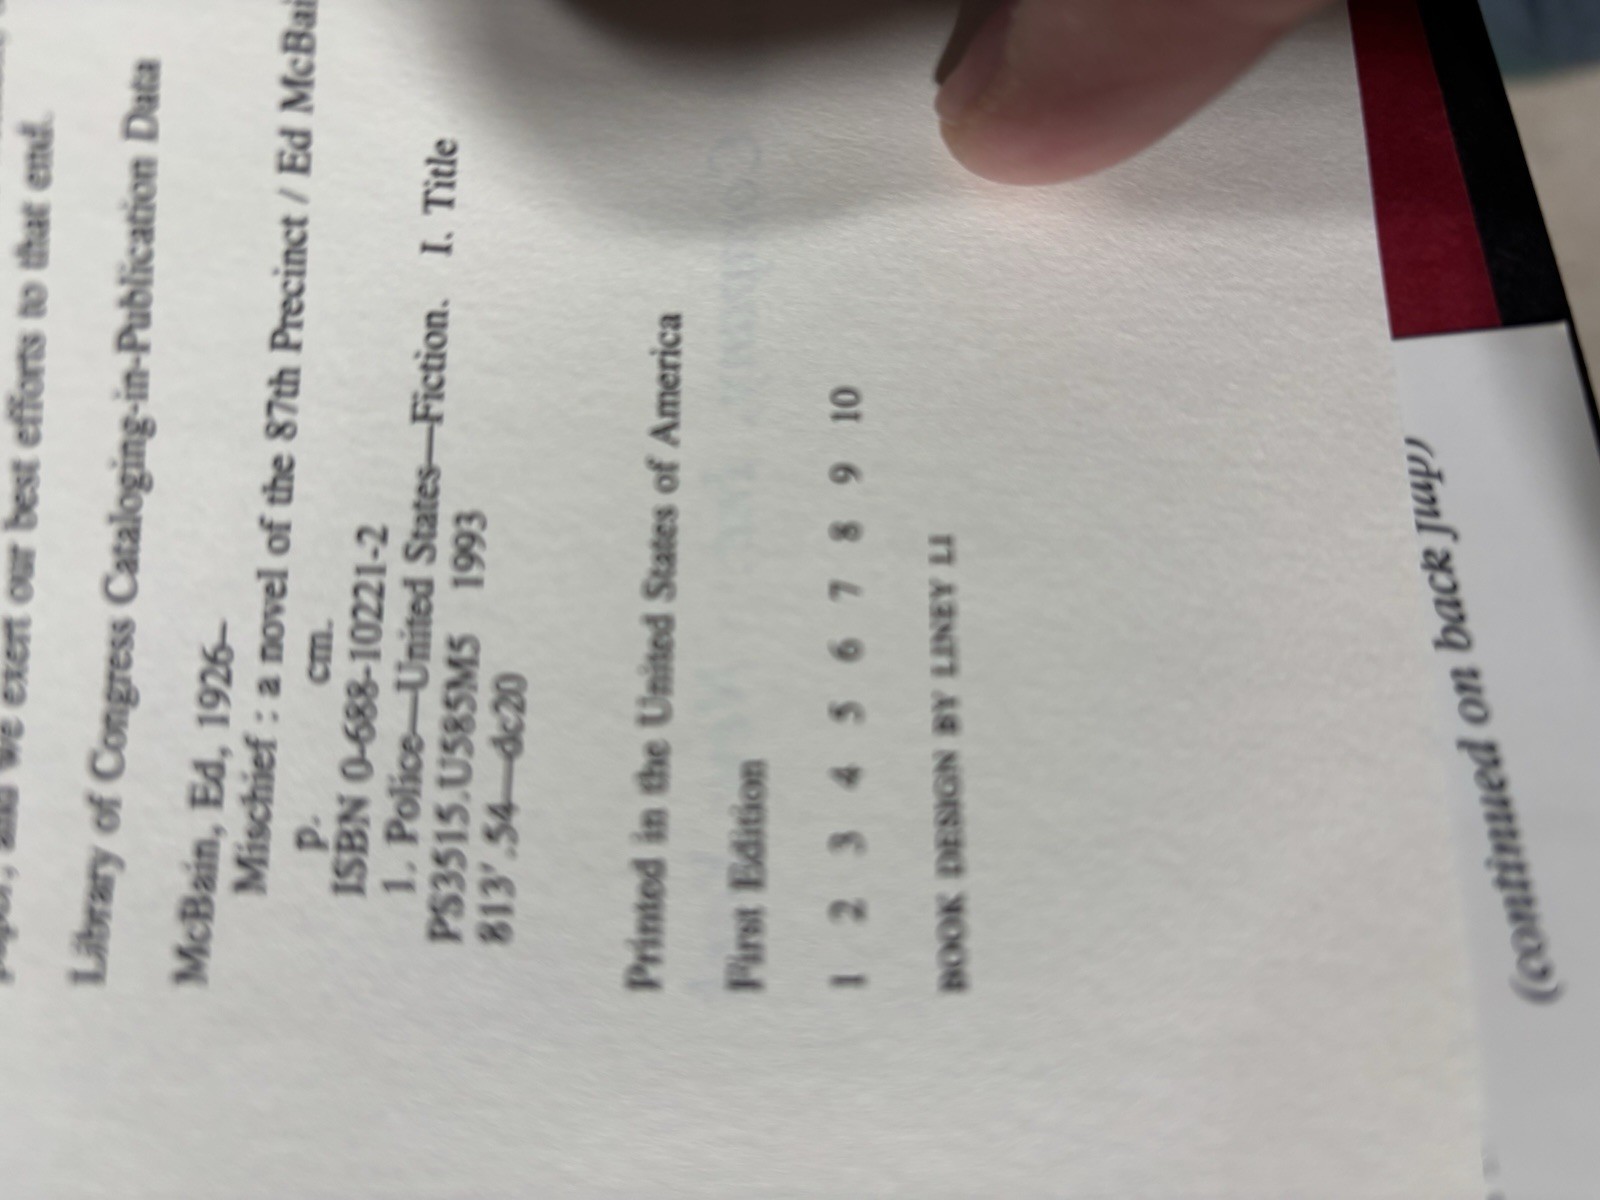 and we exert our best efforts to that end.
Library of Congress Cataloging-in-Publication Data
McBain, Ed, 1926–
Mischief : a novel of the 87th Precinct / Ed McBai
p. cm.
ISBN 0-688-10221-2
1. Police—United States—Fiction. I. Title
PS3515.U585M5 1993
813′.54—dc20
Printed in the United States of America
First Edition
1 2 3 4 5 6 7 8 9 10
BOOK DESIGN BY LINEY LI
(continued on back flap)